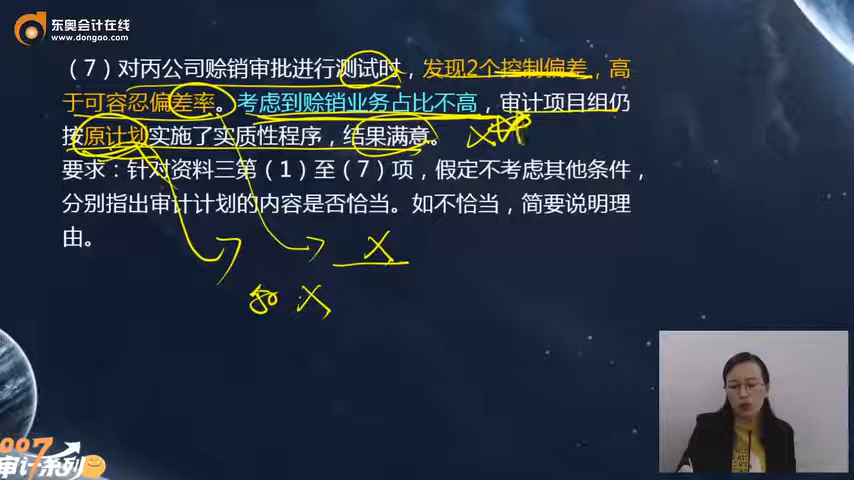 东奥会计在线
www.dongao.com
（7）对丙公司赊销审批进行测试时，发现2个控制偏差，高
于可容忍偏差率。考虑到赊销业务占比不高，审计项目组仍
按原计划实施了实质性程序，结果满意。
要求：针对资料三第（1）至（7）项，假定不考虑其他条件，
分别指出审计计划的内容是否恰当。如不恰当，简要说明理
由。
X
X
007
审计系列